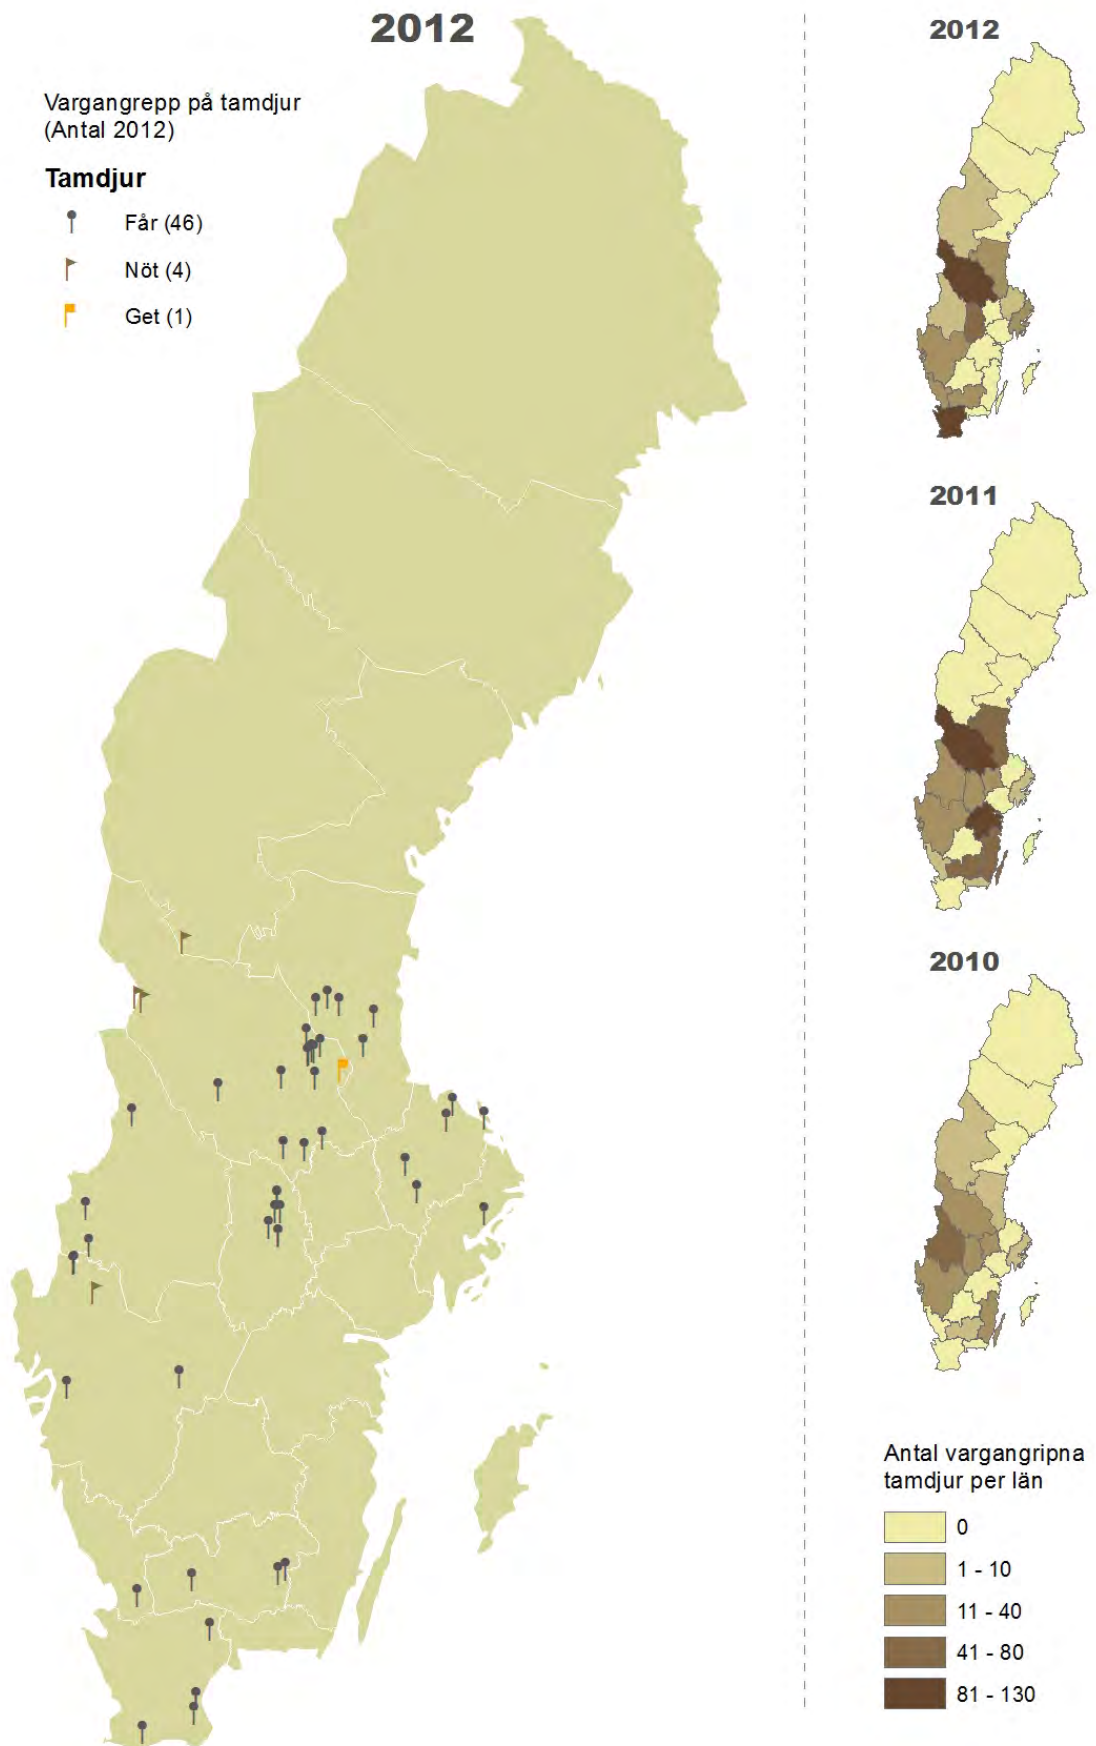 2012
Vargangrepp på tamdjur
(Antal 2012)
Tamdjur
Får (46)
Nöt (4)
Get (1)
2012
2011
2010
Antal vargangripna
tamdjur per län
0
1 - 10
11 - 40
41 - 80
81 - 130